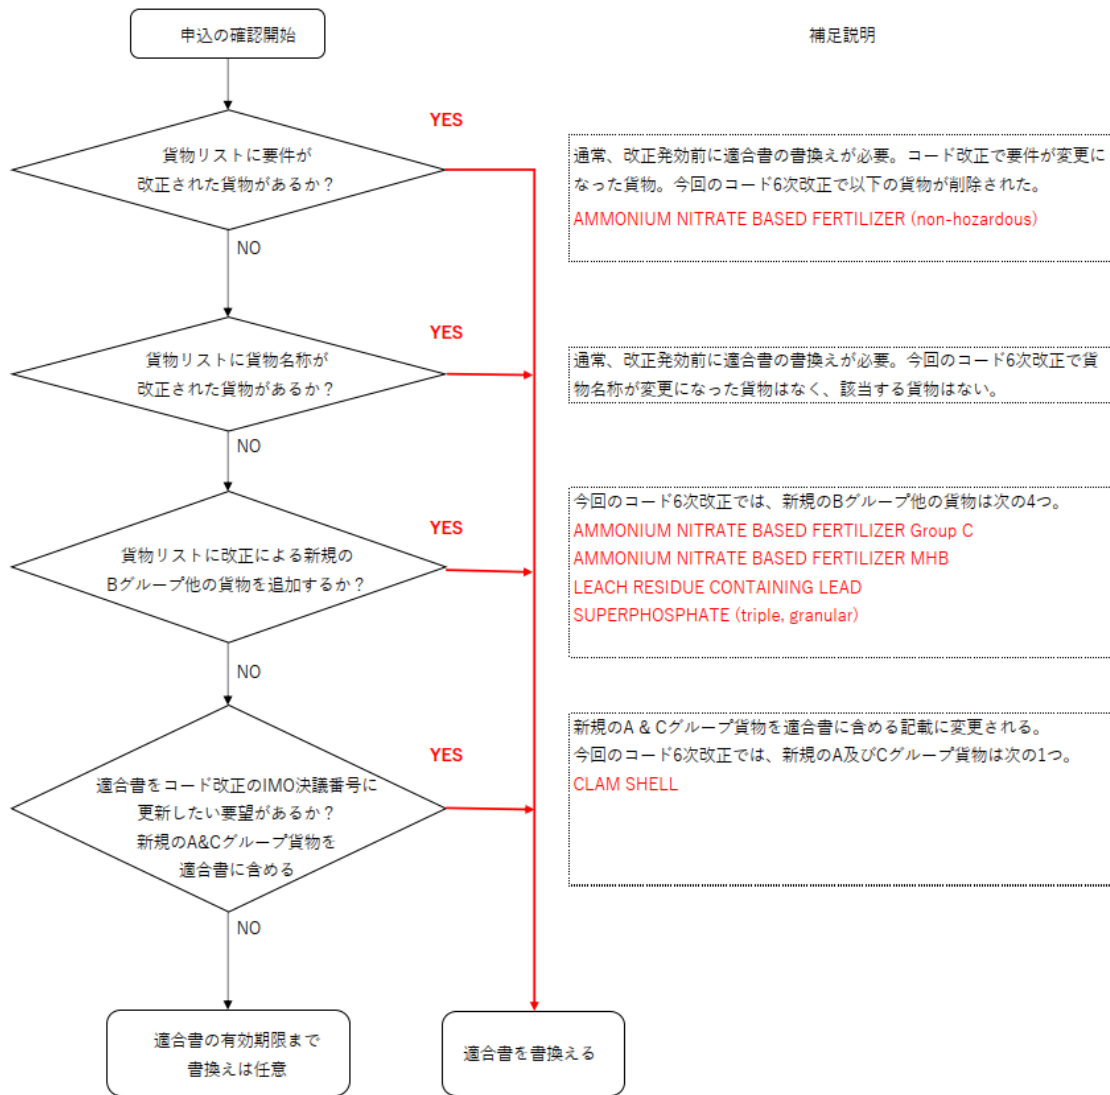 申込の確認開始
補足説明
YES
貨物リストに要件が
改正された貨物があるか？
通常、改正発効前に適合書の書換えが必要。コード改正で要件が変更に
なった貨物。今回のコード6次改正で以下の貨物が削除された。
AMMONIUM NITRATE BASED FERTILIZER (non-hozardous)
NO
YES
貨物リストに貨物名称が
改正された貨物があるか？
通常、改正発効前に適合書の書換えが必要。今回のコード6次改正で貨
物名称が変更になった貨物はなく、該当する貨物はない。
NO
YES
貨物リストに改正による新規の
Bグループ他の貨物を追加するか？
今回のコード6次改正では、新規のBグループ他の貨物は次の4つ。
AMMONIUM NITRATE BASED FERTILIZER Group C
AMMONIUM NITRATE BASED FERTILIZER MHB
LEACH RESIDUE CONTAINING LEAD
SUPERPHOSPHATE (triple, granular)
NO
YES
適合書をコード改正のIMO決議番号に
更新したい要望があるか？
新規のA&Cグループ貨物を
適合書に含める
新規のA & Cグループ貨物を適合書に含める記載に変更される。
今回のコード6次改正では、新規のA及びCグループ貨物は次の1つ。
CLAM SHELL
NO
適合書の有効期限まで
書換えは任意
適合書を書換える